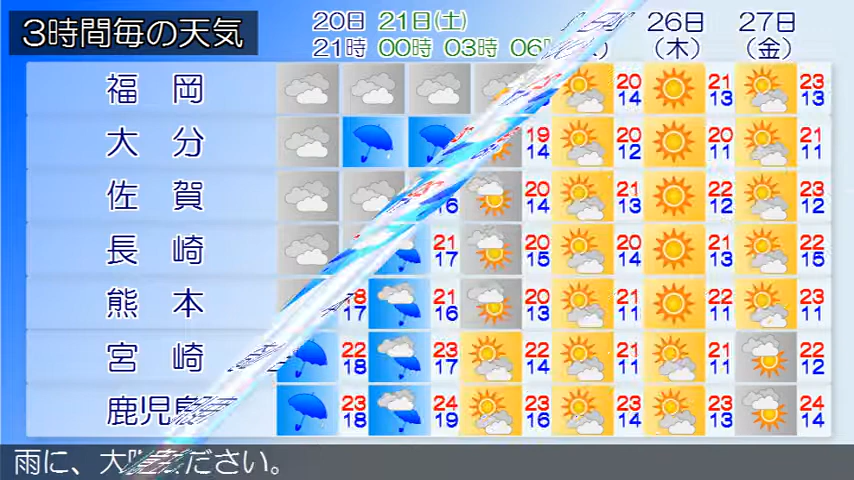 3時間毎の天気
20日 21日(土) 26日 27日
21時 00時 03時 06 (木) (金)
福岡 20 14 21 13 23 13
大分 19 14 20 12 20 11 21 11
佐賀 16 20 14 21 13 22 12 23 12
長崎 21 17 20 15 20 14 21 13 22 15
熊本 8 17 21 16 20 13 21 11 22 11 23 11
宮崎 22 18 23 17 22 14 21 11 21 11 22 12
鹿児島 23 18 24 19 23 16 23 14 23 13 24 14
雨に、大 ださい。